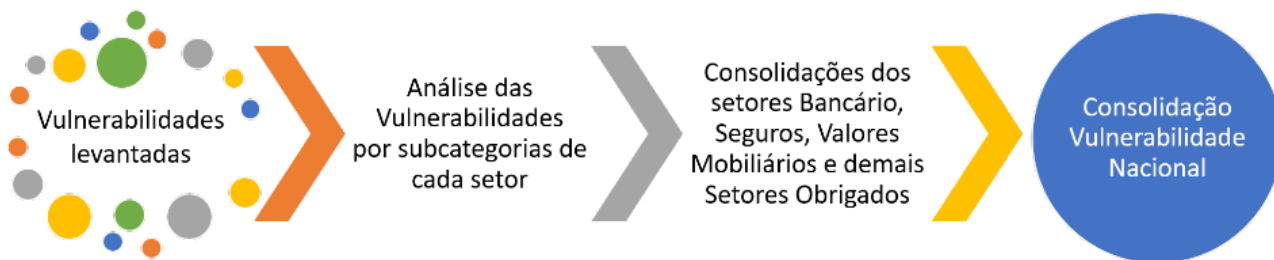 Vulnerabilidades
levantadas
Análise das
Vulnerabilidades
por subcategorias de
cada setor
Consolidações dos
setores Bancário,
Seguros, Valores
Mobiliários e demais
Setores Obrigados
Consolidação
Vulnerabilidade
Nacional